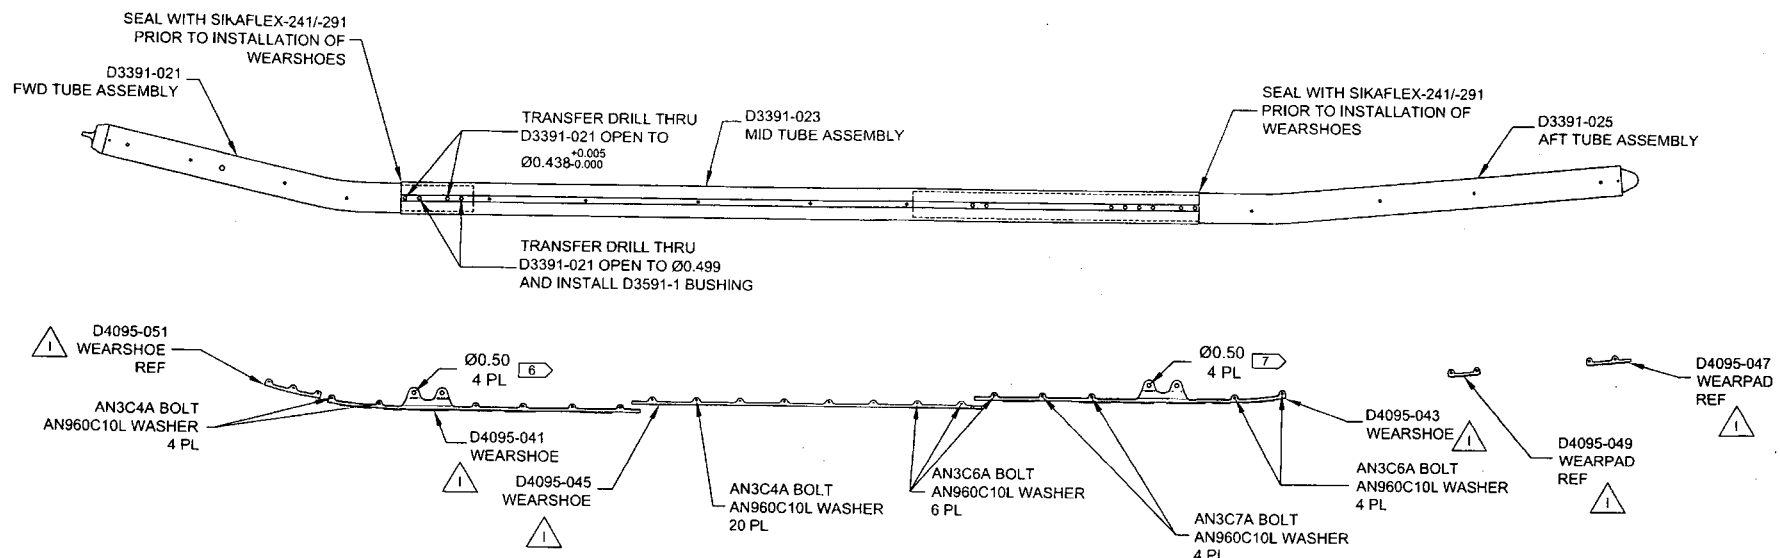 SEAL WITH SIKAFLEX-241/-291
PRIOR TO INSTALLATION OF
WEARSHOES
D3391-021
FWD TUBE ASSEMBLY
TRANSFER DRILL THRU
D3391-021 OPEN TO
Ø0.438 +0.005
-0.000
D3391-023
MID TUBE ASSEMBLY
SEAL WITH SIKAFLEX-241/-291
PRIOR TO INSTALLATION OF
WEARSHOES
D3391-025
AFT TUBE ASSEMBLY
TRANSFER DRILL THRU
D3391-021 OPEN TO Ø0.499
AND INSTALL D3591-1 BUSHING
1
D4095-051
WEARSHOE
REF
Ø0.50
4 PL
6
AN3C4A BOLT
AN960C10L WASHER
4 PL
D4095-041
WEARSHOE
1
D4095-045
WEARSHOE
1
AN3C4A BOLT
AN960C10L WASHER
20 PL
AN3C6A BOLT
AN960C10L WASHER
6 PL
Ø0.50
4 PL
7
AN3C7A BOLT
AN960C10L WASHER
4 PL
D4095-043
WEARSHOE
1
AN3C6A BOLT
AN960C10L WASHER
4 PL
D4095-049
WEARPAD
REF
1
D4095-047
WEARPAD
REF
1